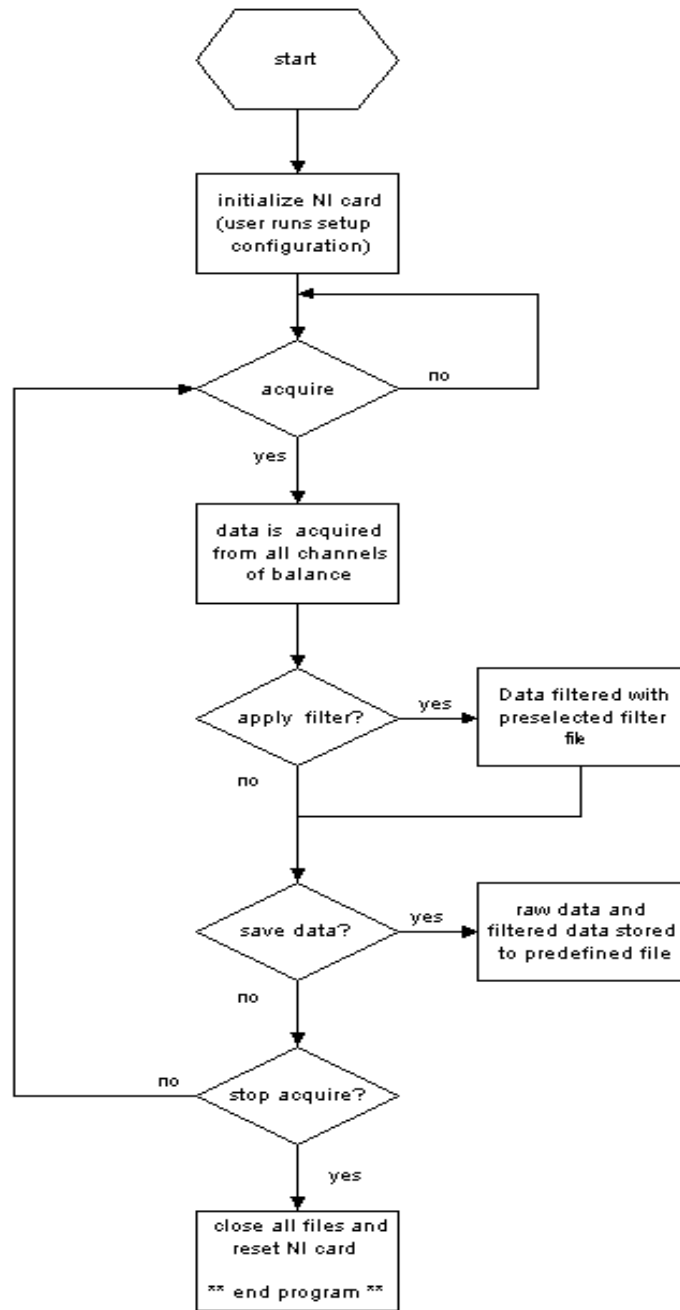 start
initialize NI card
(user runs setup
configuration)
acquire
no
yes
data is acquired
from all channels
of balance
apply filter?
yes
Data filtered with
preselected filter
file
no
save data?
yes
raw data and
filtered data stored
to predefined file
no
no
stop acquire?
yes
close all files and
reset NI card
** end program **